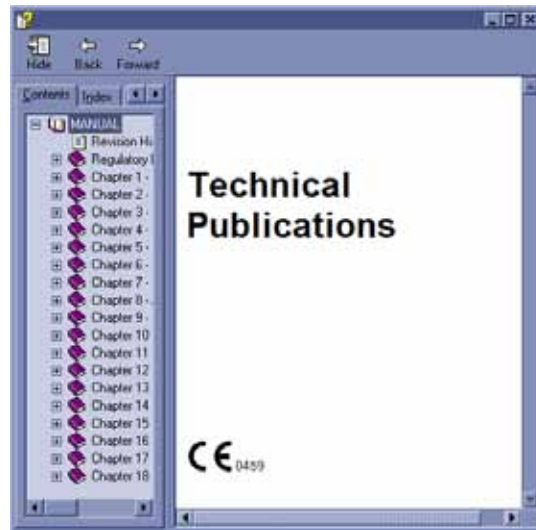 Hide Back Forward
Contents Index
MANUAL
Revision Hi
Regulatory I
Chapter 1 -
Chapter 2 -
Chapter 3 -
Chapter 4 -
Chapter 5 -
Chapter 6 -
Chapter 7 -
Chapter 8 -
Chapter 9 -
Chapter 10
Chapter 11
Chapter 12
Chapter 13
Chapter 14
Chapter 15
Chapter 16
Chapter 17
Chapter 18
Technical
Publications
CE 0459